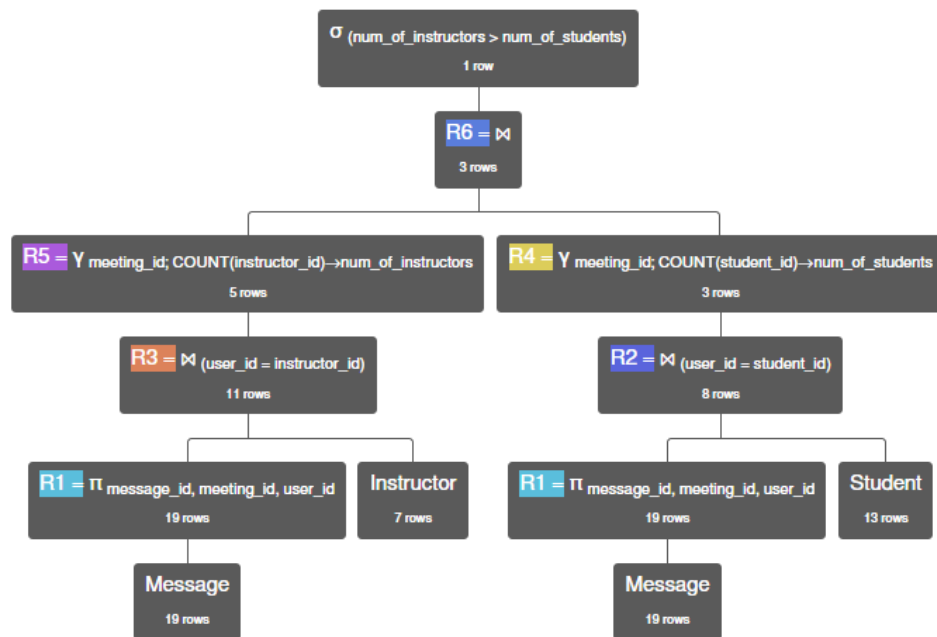 σ (num_of_instructors > num_of_students)
1 row
R6 = ⋈
3 rows
R5 = γ meeting_id; COUNT(instructor_id)→num_of_instructors
5 rows
R4 = γ meeting_id; COUNT(student_id)→num_of_students
3 rows
R3 = ⋈ (user_id = instructor_id)
11 rows
R2 = ⋈ (user_id = student_id)
8 rows
R1 = π message_id, meeting_id, user_id
19 rows
Instructor
7 rows
R1 = π message_id, meeting_id, user_id
19 rows
Student
13 rows
Message
19 rows
Message
19 rows